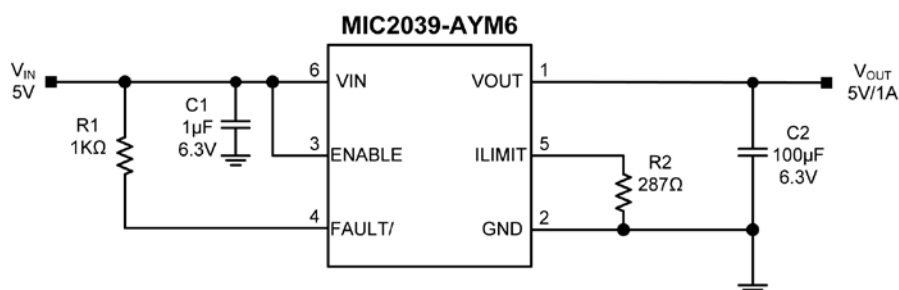 MIC2039-AYM6
VIN
5V
R1
1KΩ
C1
1µF
6.3V
6
VIN
3
ENABLE
4
FAULT/
VOUT
1
ILIMIT
5
GND
2
R2
287Ω
C2
100µF
6.3V
VOUT
5V/1A